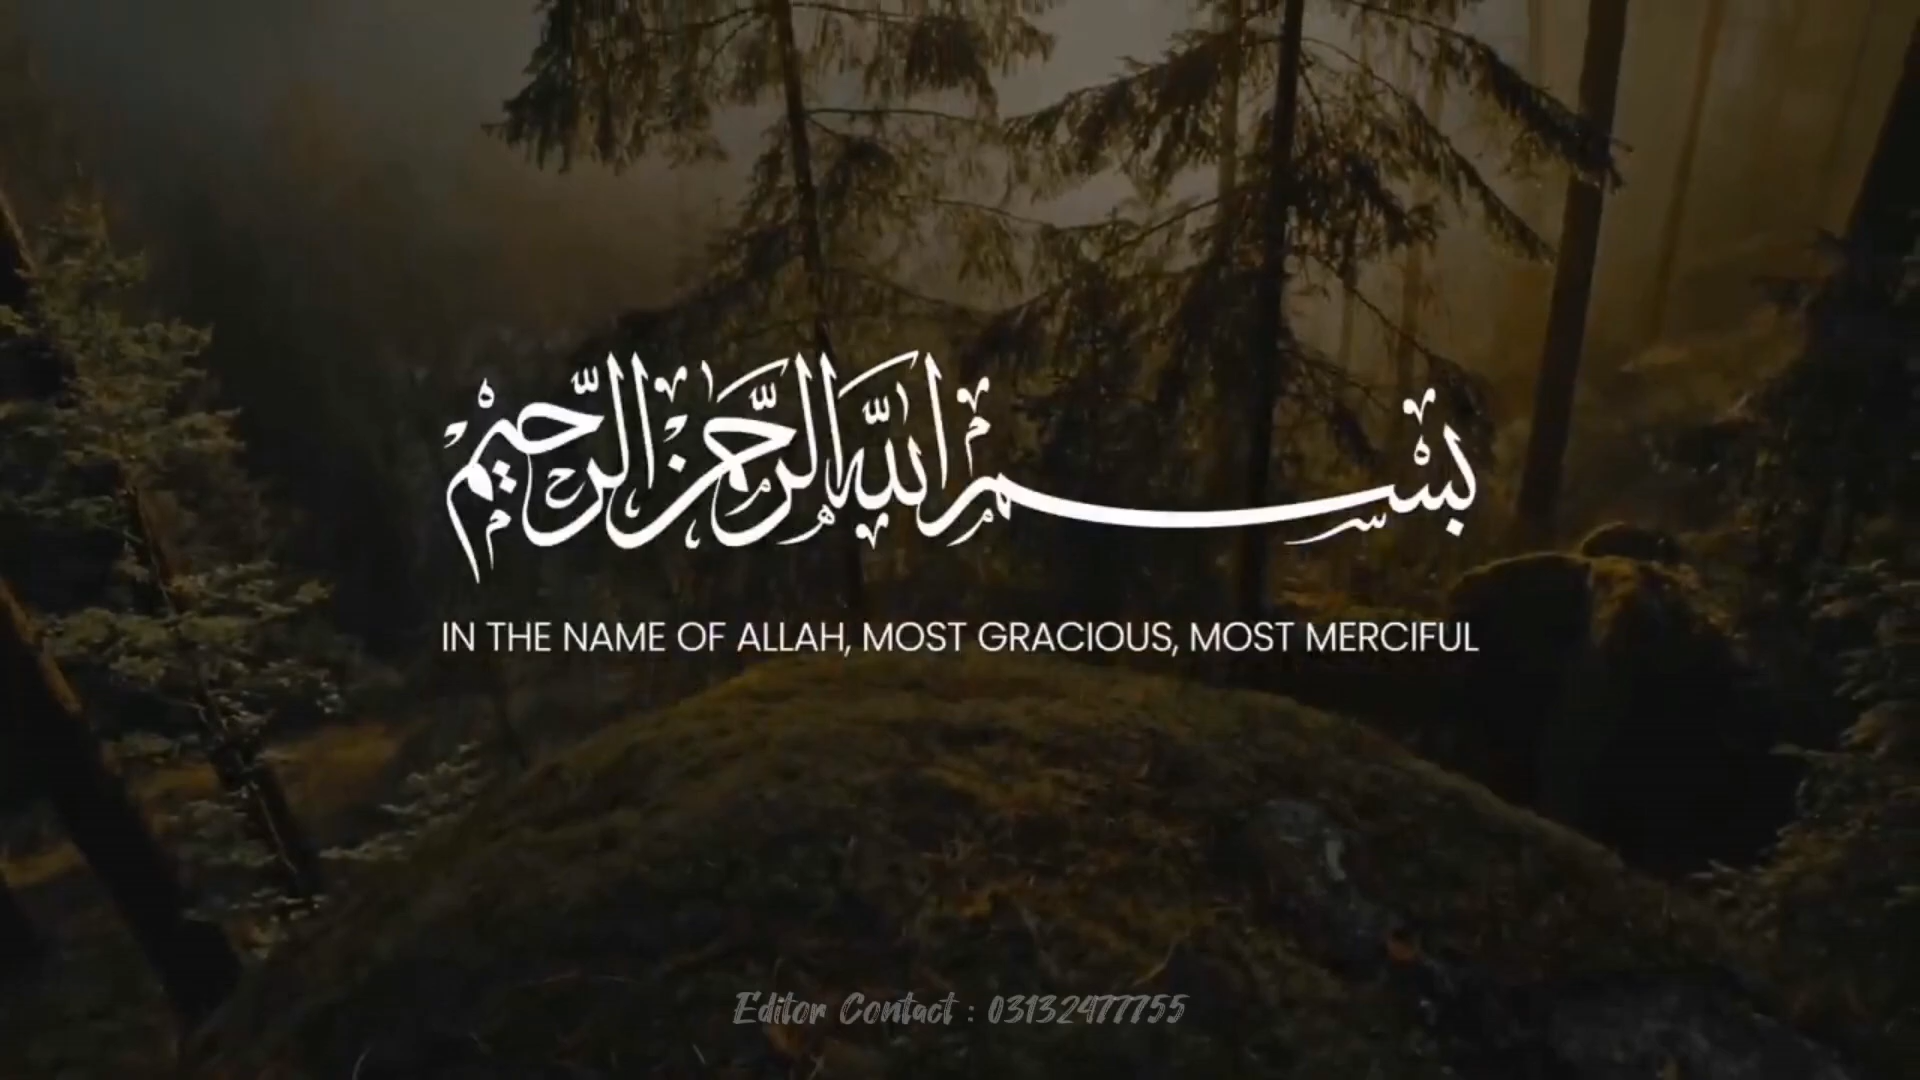 بسم الله الرحمن الرحيم
IN THE NAME OF ALLAH, MOST GRACIOUS, MOST MERCIFUL
Editor Contact : 03132477755